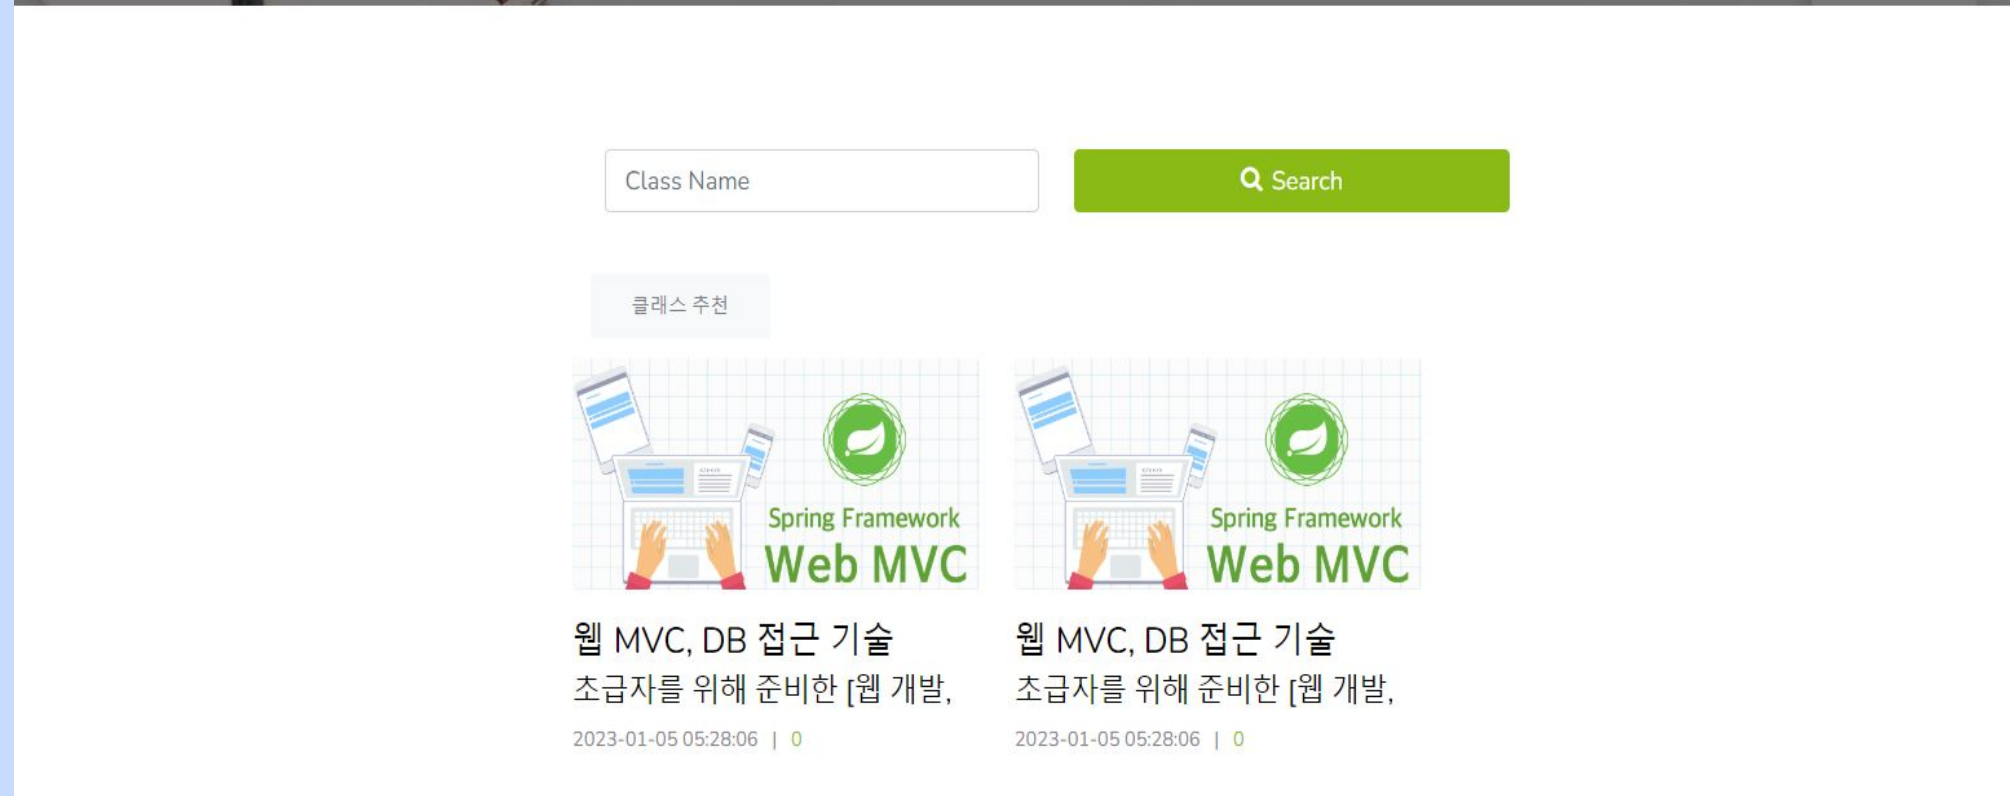 Class Name
Search
클래스 추천
Spring Framework
Web MVC
Spring Framework
Web MVC
웹 MVC, DB 접근 기술
초급자를 위해 준비한 [웹 개발,
2023-01-05 05:28:06 | 0
웹 MVC, DB 접근 기술
초급자를 위해 준비한 [웹 개발,
2023-01-05 05:28:06 | 0